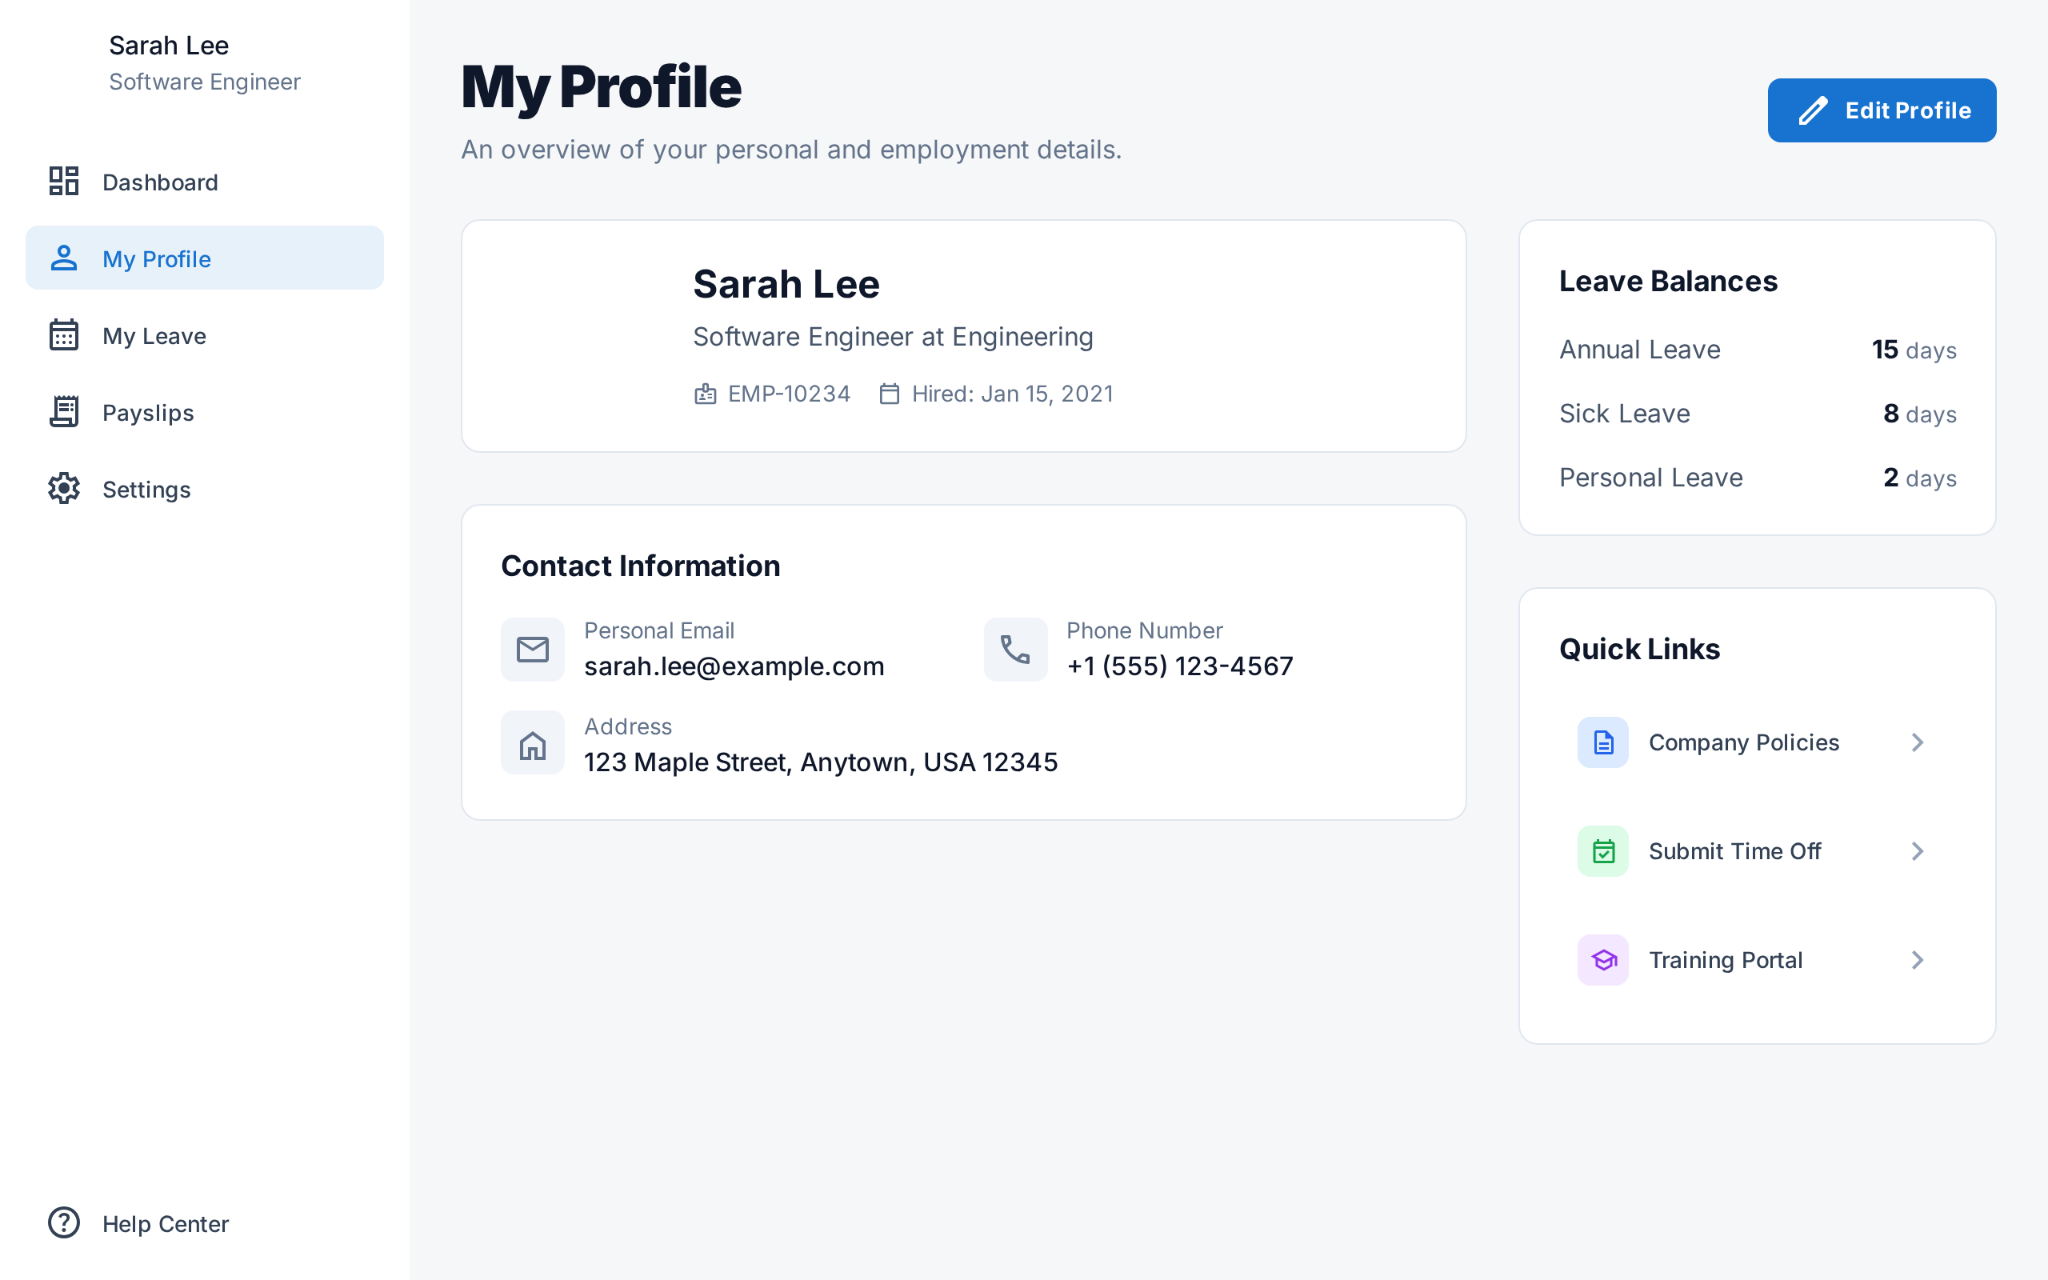 Sarah Lee
Software Engineer
Dashboard
My Profile
My Leave
Payslips
Settings
Help Center
My Profile
An overview of your personal and employment details.
Edit Profile
Sarah Lee
Software Engineer at Engineering
EMP-10234 Hired: Jan 15, 2021
Contact Information
Personal Email
sarah.lee@example.com
Phone Number
+1 (555) 123-4567
Address
123 Maple Street, Anytown, USA 12345
Leave Balances
Annual Leave 15 days
Sick Leave 8 days
Personal Leave 2 days
Quick Links
Company Policies
Submit Time Off
Training Portal